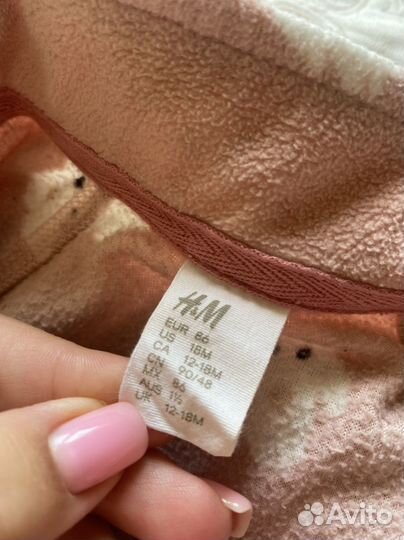 H&M
EUR 86
US 18M
CA 12-18M
CN 90/48
MX 86
AUS 1½
UK 12-18M
Avito